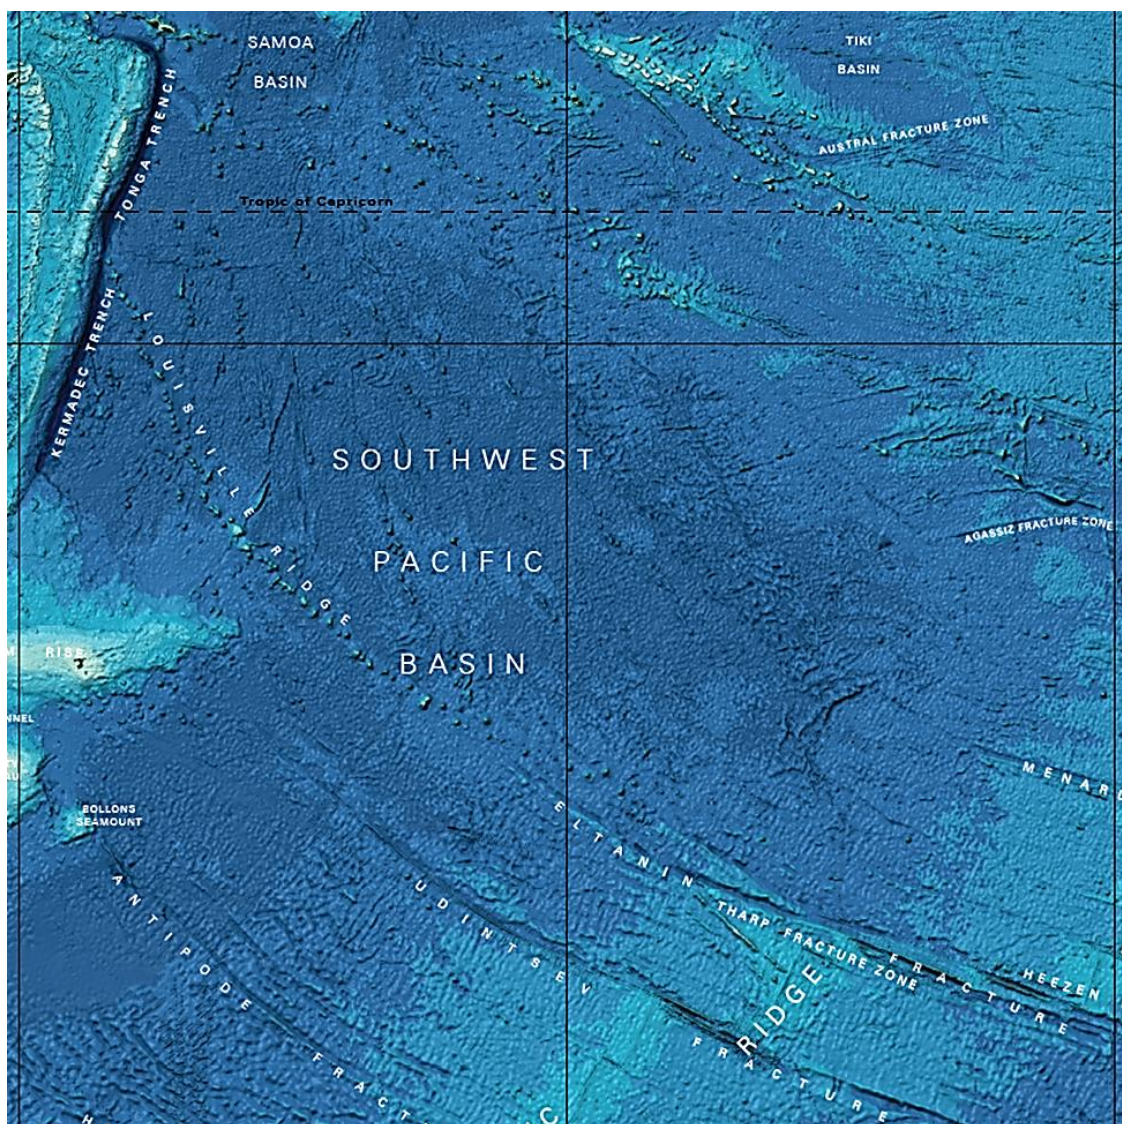 SAMOA
BASIN
TIKI
BASIN
TONGA TRENCH
AUSTRAL FRACTURE ZONE
Tropic of Capricorn
KERMADEC TRENCH
LOUISVILLE RIDGE
SOUTHWEST
PACIFIC
BASIN
AGASSIZ FRACTURE ZONE
RISE
MENARD
BOLLONS
SEAMOUNT
ELTANIN FRACTURE
THARP FRACTURE ZONE
HEEZEN
RIDGE
UDINTSEV FRACTURE
ANTIPODE FRACT
C
H